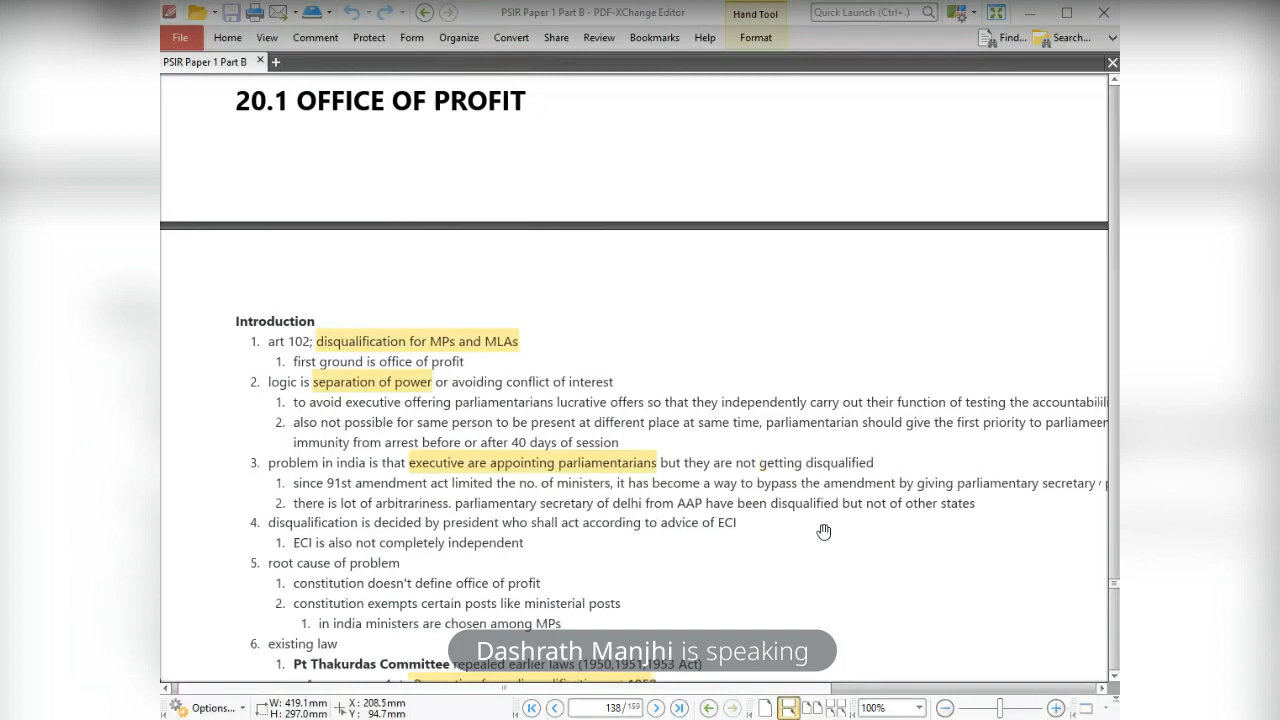 PSIR Paper 1 Part B - PDF-XChange Editor
Hand Tool
Quick Launch (Ctrl+.)
File Home View Comment Protect Form Organize Convert Share Review Bookmarks Help Format
Find... Search...
PSIR Paper 1 Part B
20.1 OFFICE OF PROFIT
Introduction
1. art 102; disqualification for MPs and MLAs
1. first ground is office of profit
2. logic is separation of power or avoiding conflict of interest
1. to avoid executive offering parliamentarians lucrative offers so that they independently carry out their function of testing the accountabili
2. also not possible for same person to be present at different place at same time, parliamentarian should give the first priority to parliamen
immunity from arrest before or after 40 days of session
3. problem in india is that executive are appointing parliamentarians but they are not getting disqualified
1. since 91st amendment act limited the no. of ministers, it has become a way to bypass the amendment by giving parliamentary secretary
2. there is lot of arbitrariness. parliamentary secretary of delhi from AAP have been disqualified but not of other states
4. disqualification is decided by president who shall act according to advice of ECI
1. ECI is also not completely independent
5. root cause of problem
1. constitution doesn't define office of profit
2. constitution exempts certain posts like ministerial posts
1. in india ministers are chosen among MPs
6. existing law
Dashrath Manjhi is speaking
1. Pt Thakurdas Committee repealed earlier laws (1950,1951,1953 Act)
Options...
W: 419.1mm
H: 297.0mm
X: 208.5mm
Y: 94.7mm
138/159
100%